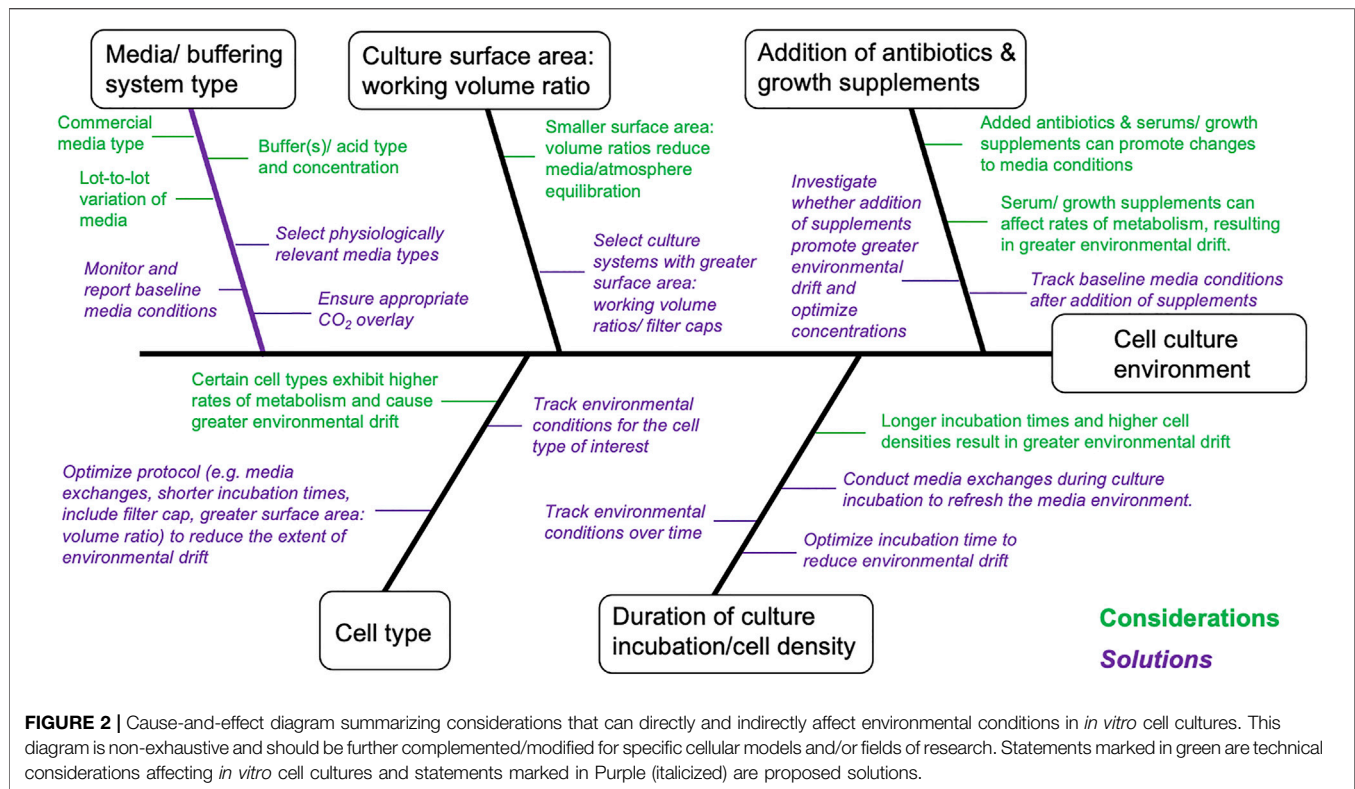 Media/ buffering
system type
Culture surface area:
working volume ratio
Addition of antibiotics &
growth supplements
Commercial
media type
Buffer(s)/ acid type
and concentration
Lot-to-lot
variation of
media
Select physiologically
relevant media types
Monitor and
report baseline
media conditions
Ensure appropriate
CO₂ overlay
Smaller surface area:
volume ratios reduce
media/atmosphere
equilibration
Select culture
systems with greater
surface area:
working volume
ratios/ filter caps
Investigate
whether addition
of supplements
promote greater
environmental
drift and
optimize
concentrations
Added antibiotics & serums/ growth
supplements can promote changes
to media conditions
Serum/ growth supplements can
affect rates of metabolism, resulting
in greater environmental drift.
Track baseline media conditions
after addition of supplements
Cell culture
environment
Certain cell types exhibit higher
rates of metabolism and cause
greater environmental drift
Track environmental
conditions for the cell
type of interest
Optimize protocol (e.g. media
exchanges, shorter incubation times,
include filter cap, greater surface area:
volume ratio) to reduce the extent of
environmental drift
Longer incubation times and higher cell
densities result in greater environmental drift
Conduct media exchanges during culture
incubation to refresh the media environment.
Track environmental
conditions over time
Optimize incubation time to
reduce environmental drift
Cell type
Duration of culture
incubation/cell density
Considerations
Solutions
FIGURE 2 | Cause-and-effect diagram summarizing considerations that can directly and indirectly affect environmental conditions in in vitro cell cultures. This
diagram is non-exhaustive and should be further complemented/modified for specific cellular models and/or fields of research. Statements marked in green are technical
considerations affecting in vitro cell cultures and statements marked in Purple (italicized) are proposed solutions.